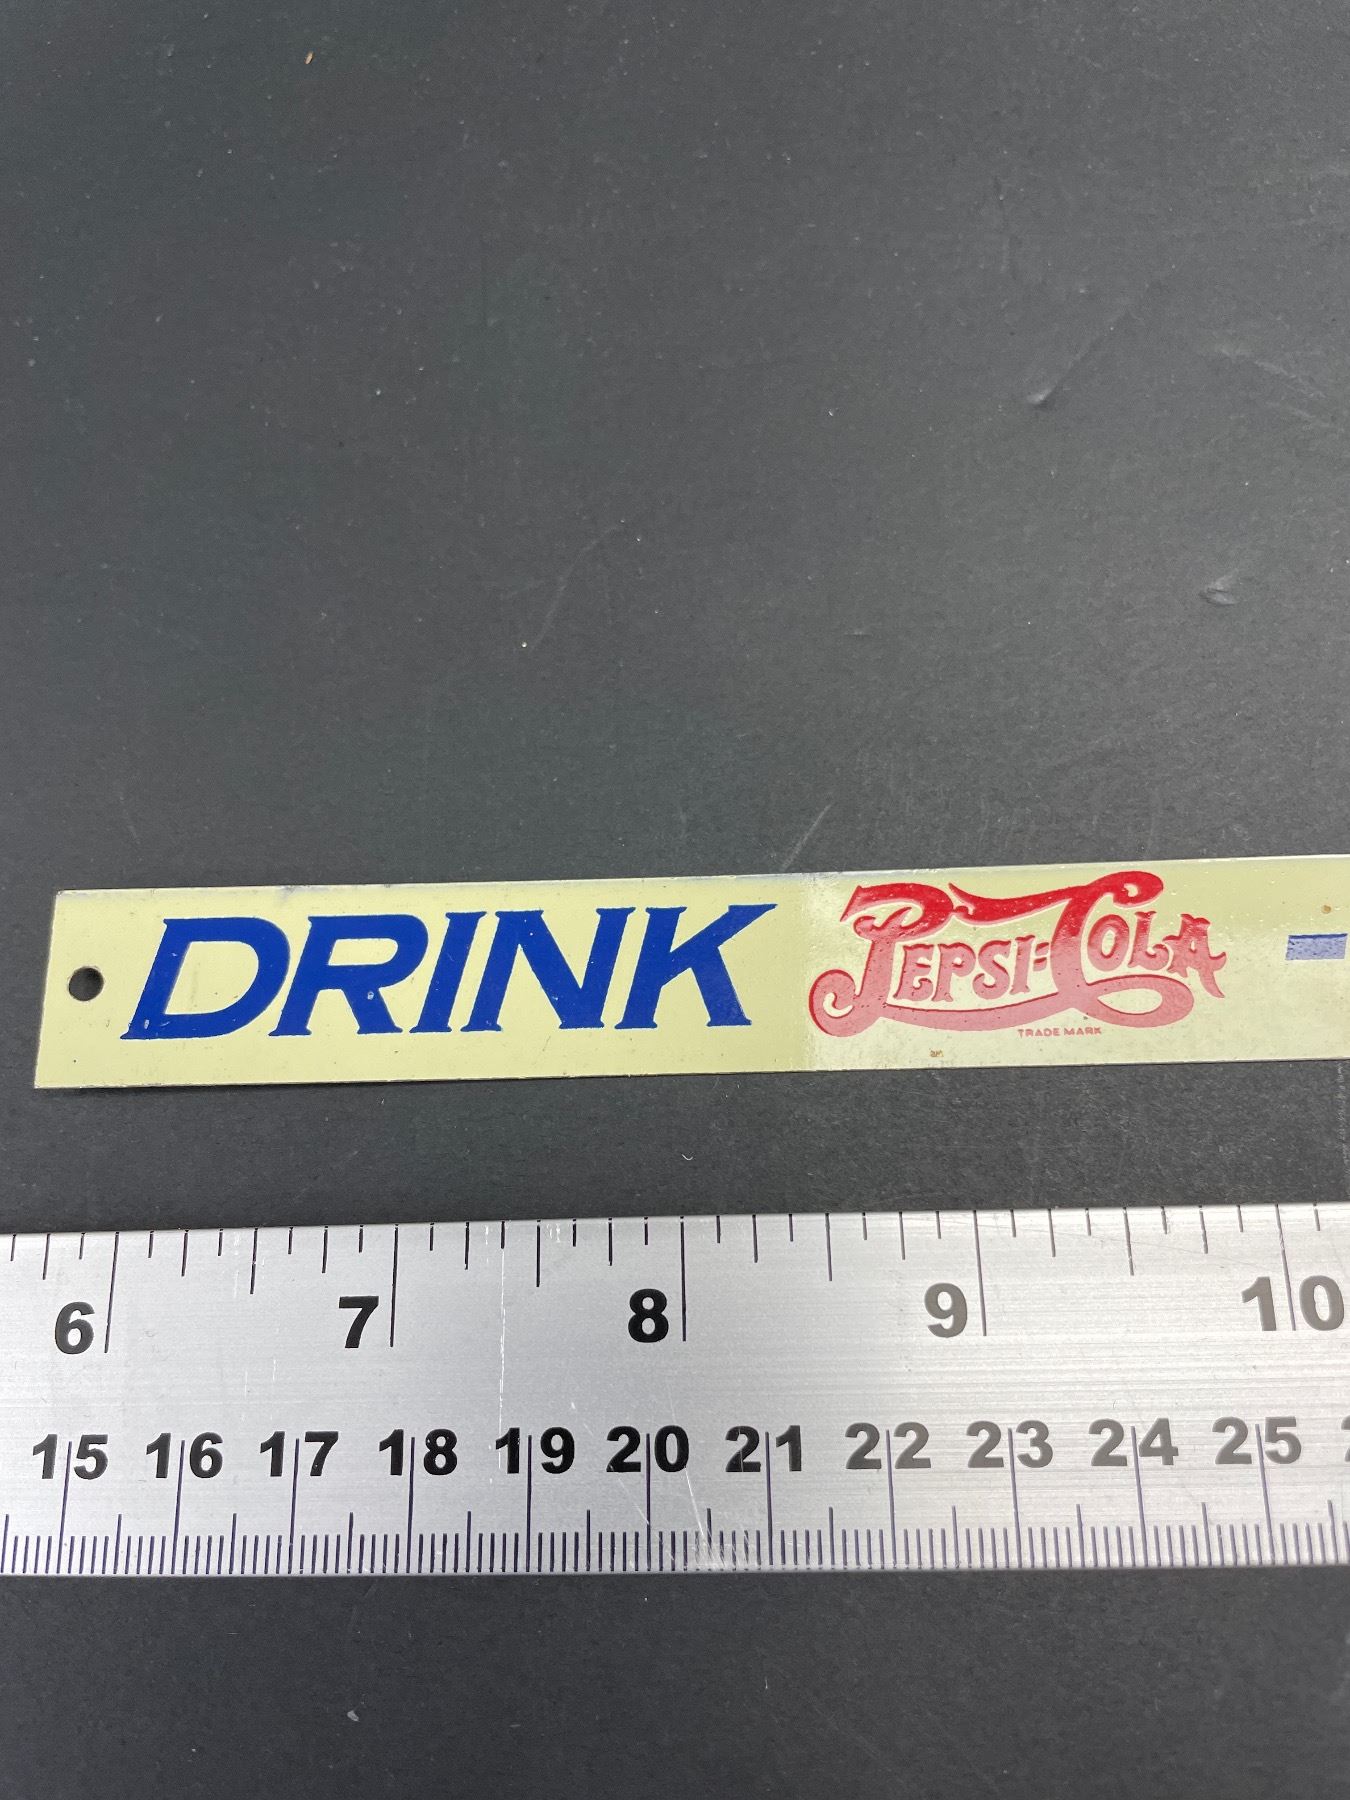 DRINK PEPSI-COLA -
TRADE MARK
6 7 8 9 10
15 16 17 18 19 20 21 22 23 24 25